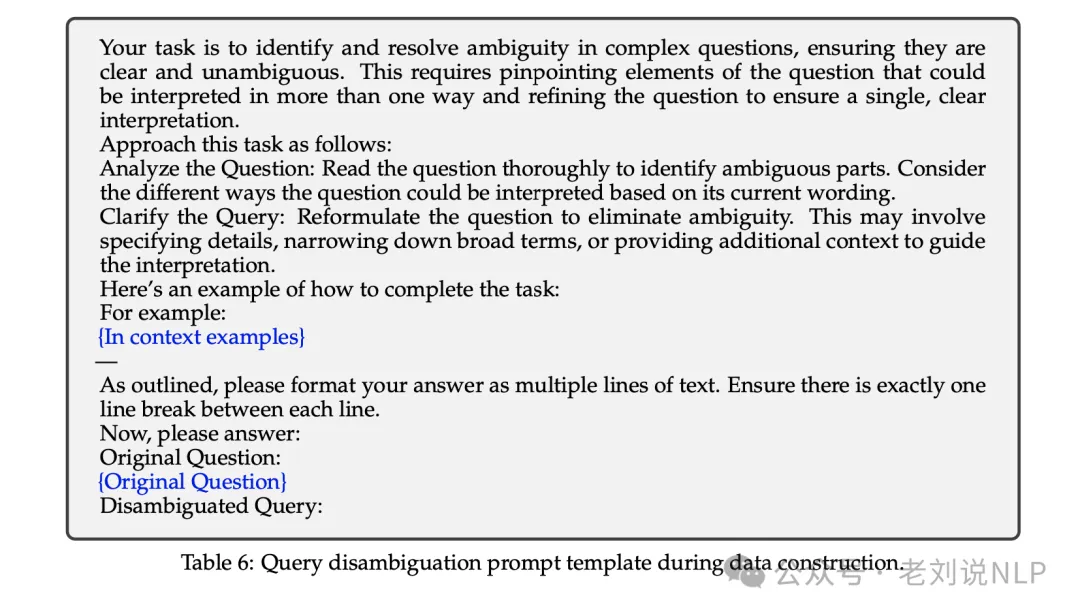 Your task is to identify and resolve ambiguity in complex questions, ensuring they are
clear and unambiguous. This requires pinpointing elements of the question that could
be interpreted in more than one way and refining the question to ensure a single, clear
interpretation.
Approach this task as follows:
Analyze the Question: Read the question thoroughly to identify ambiguous parts. Consider
the different ways the question could be interpreted based on its current wording.
Clarify the Query: Reformulate the question to eliminate ambiguity. This may involve
specifying details, narrowing down broad terms, or providing additional context to guide
the interpretation.
Here's an example of how to complete the task:
For example:
{In context examples}
—
As outlined, please format your answer as multiple lines of text. Ensure there is exactly one
line break between each line.
Now, please answer:
Original Question:
{Original Question}
Disambiguated Query:
Table 6: Query disambiguation prompt template during data construction.
公众号 · 老刘说NLP